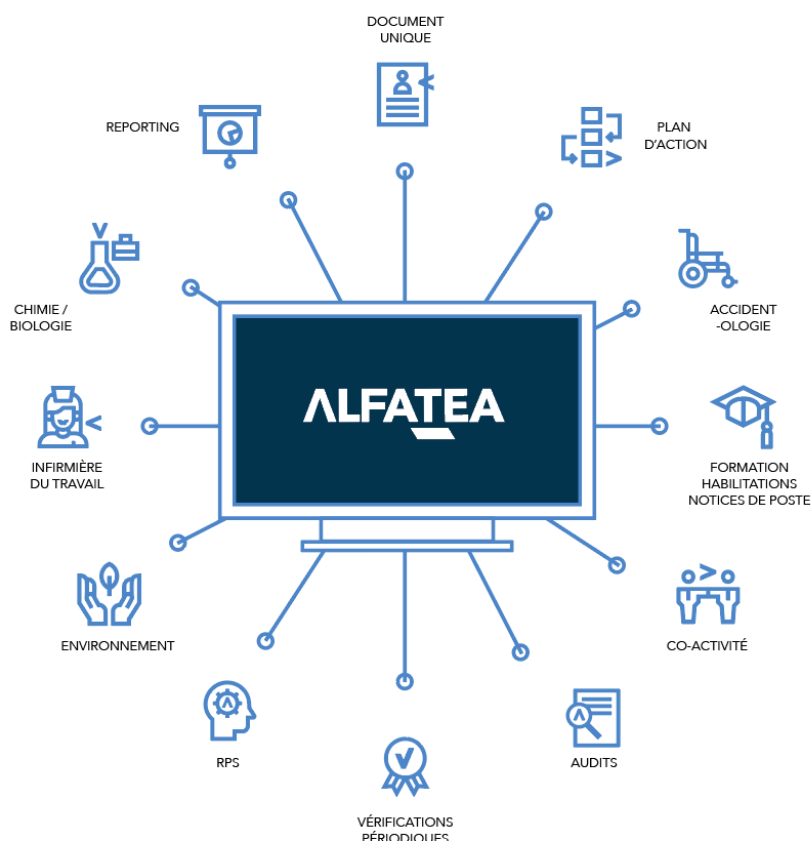 DOCUMENT
UNIQUE
REPORTING
PLAN
D'ACTION
CHIMIE /
BIOLOGIE
ACCIDENT
-OLOGIE
ALFATEA
INFIRMIÈRE
DU TRAVAIL
FORMATION
HABILITATIONS
NOTICES DE POSTE
ENVIRONNEMENT
CO-ACTIVITÉ
RPS
AUDITS
VÉRIFICATIONS
PÉRIODIQUES